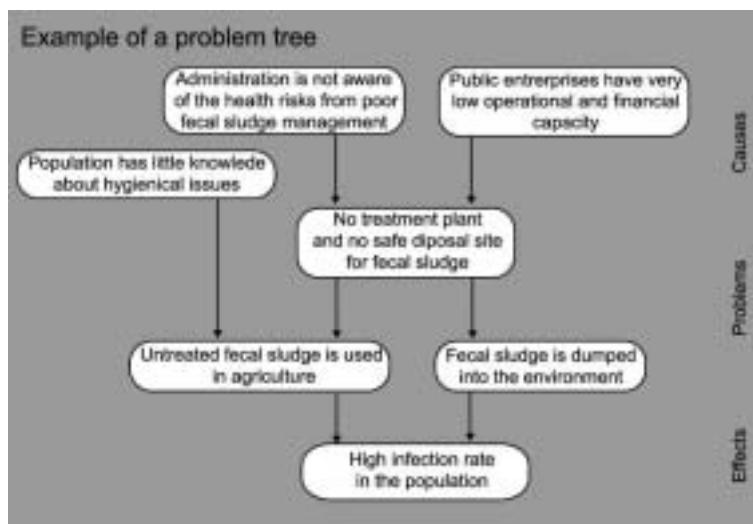 Example of a problem tree
Administration is not aware
of the health risks from poor
fecal sludge management
Public entrerprises have very
low operational and financial
capacity
Causes
Population has little knowlede
about hygienical issues
No treatment plant
and no safe diposal site
for fecal sludge
Problems
Untreated fecal sludge is used
in agriculture
Fecal sludge is dumped
into the environment
High infection rate
in the population
Effects